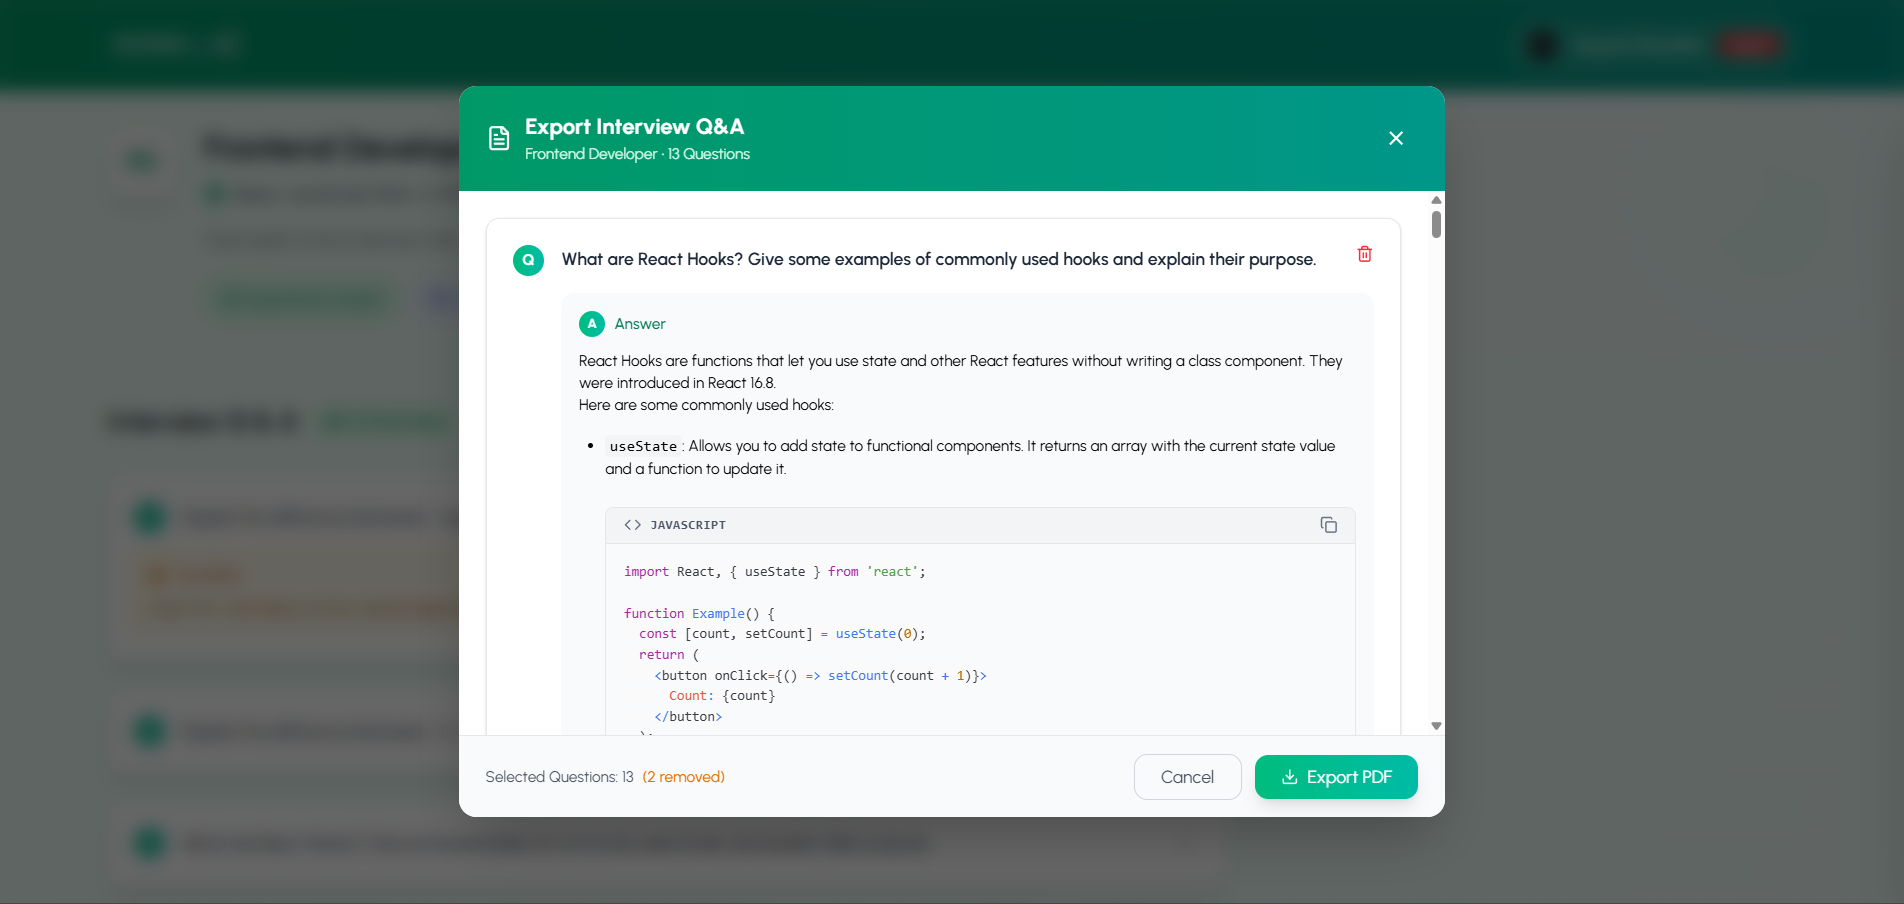 Export Interview Q&A
Frontend Developer · 13 Questions
Q What are React Hooks? Give some examples of commonly used hooks and explain their purpose.
A Answer
React Hooks are functions that let you use state and other React features without writing a class component. They
were introduced in React 16.8.
Here are some commonly used hooks:
• useState: Allows you to add state to functional components. It returns an array with the current state value
and a function to update it.
<> JAVASCRIPT
import React, { useState } from 'react';
function Example() {
  const [count, setCount] = useState(0);
  return (
    <button onClick={() => setCount(count + 1)}>
      Count: {count}
    </button>
Selected Questions: 13 (2 removed)
Cancel
Export PDF
Frontend Develop
Interview Q & A